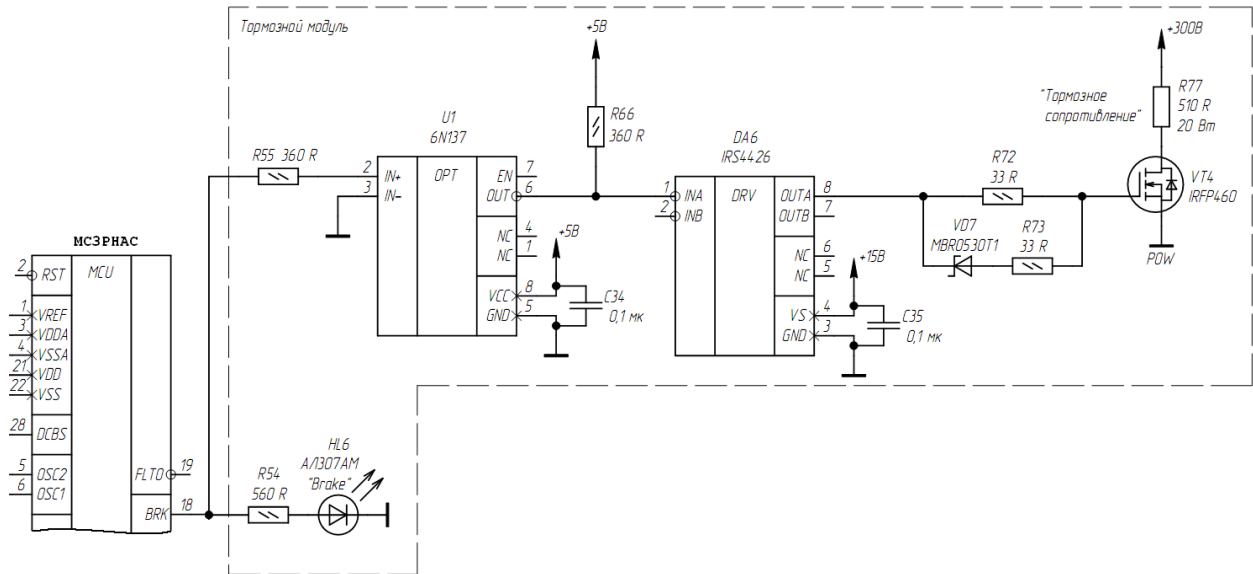 Тормозной модуль
+5В
+300В
R66
360 R
"Тормозное
сопротивление"
R77
510 R
20 Вт
U1
6N137
DA6
IRS4426
R55 360 R
R72
33 R
VT4
IRFP460
2
3
IN+
IN-
OPT
EN
OUT
NC
NC
VCC
GND
7
6
4
1
8
5
+5В
C34
0,1 мк
1
2
INA
INB
DRV
OUTA
OUTB
NC
NC
VS
GND
8
7
6
5
4
3
+15В
C35
0,1 мк
VD7
MBR0530T1
R73
33 R
POW
МС3PHAC
MCU
2
RST
1
VREF
3
VDDA
4
VSSA
21
VDD
22
VSS
28
DCBS
5
OSC2
6
OSC1
FLTO
19
BRK
18
R54
560 R
HL6
АЛ307АМ
"Brake"